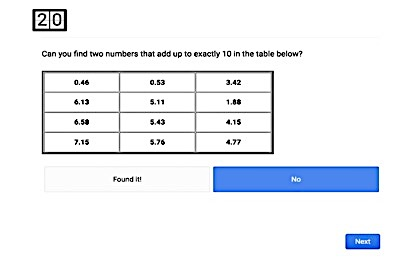 20
Can you find two numbers that add up to exactly 10 in the table below?
0.46 0.53 3.42
6.13 5.11 1.88
6.58 5.43 4.15
7.15 5.76 4.77
Found it! No
Next